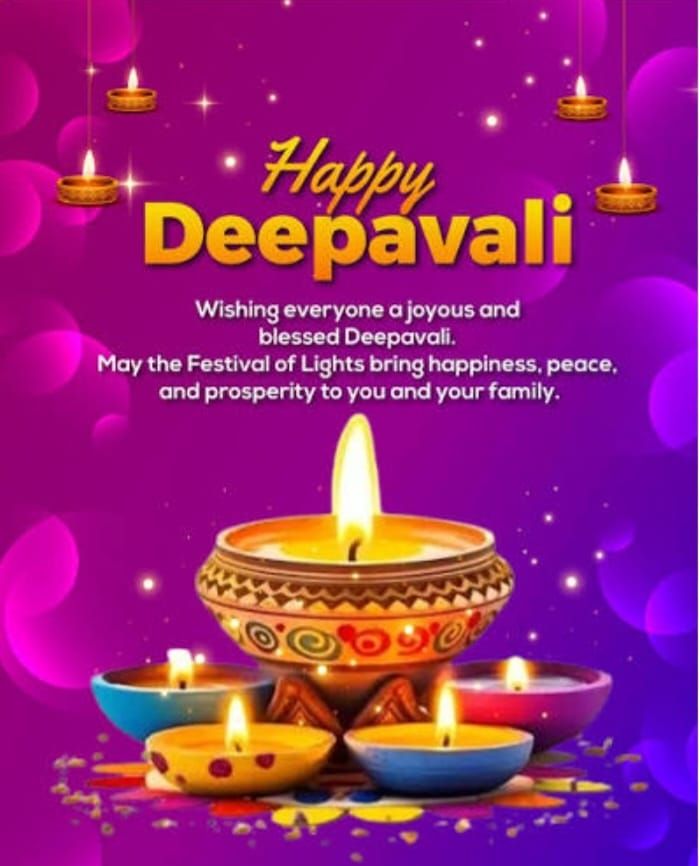 Happy
Deepavali
Wishing everyone a joyous and
blessed Deepavali.
May the Festival of Lights bring happiness, peace,
and prosperity to you and your family.